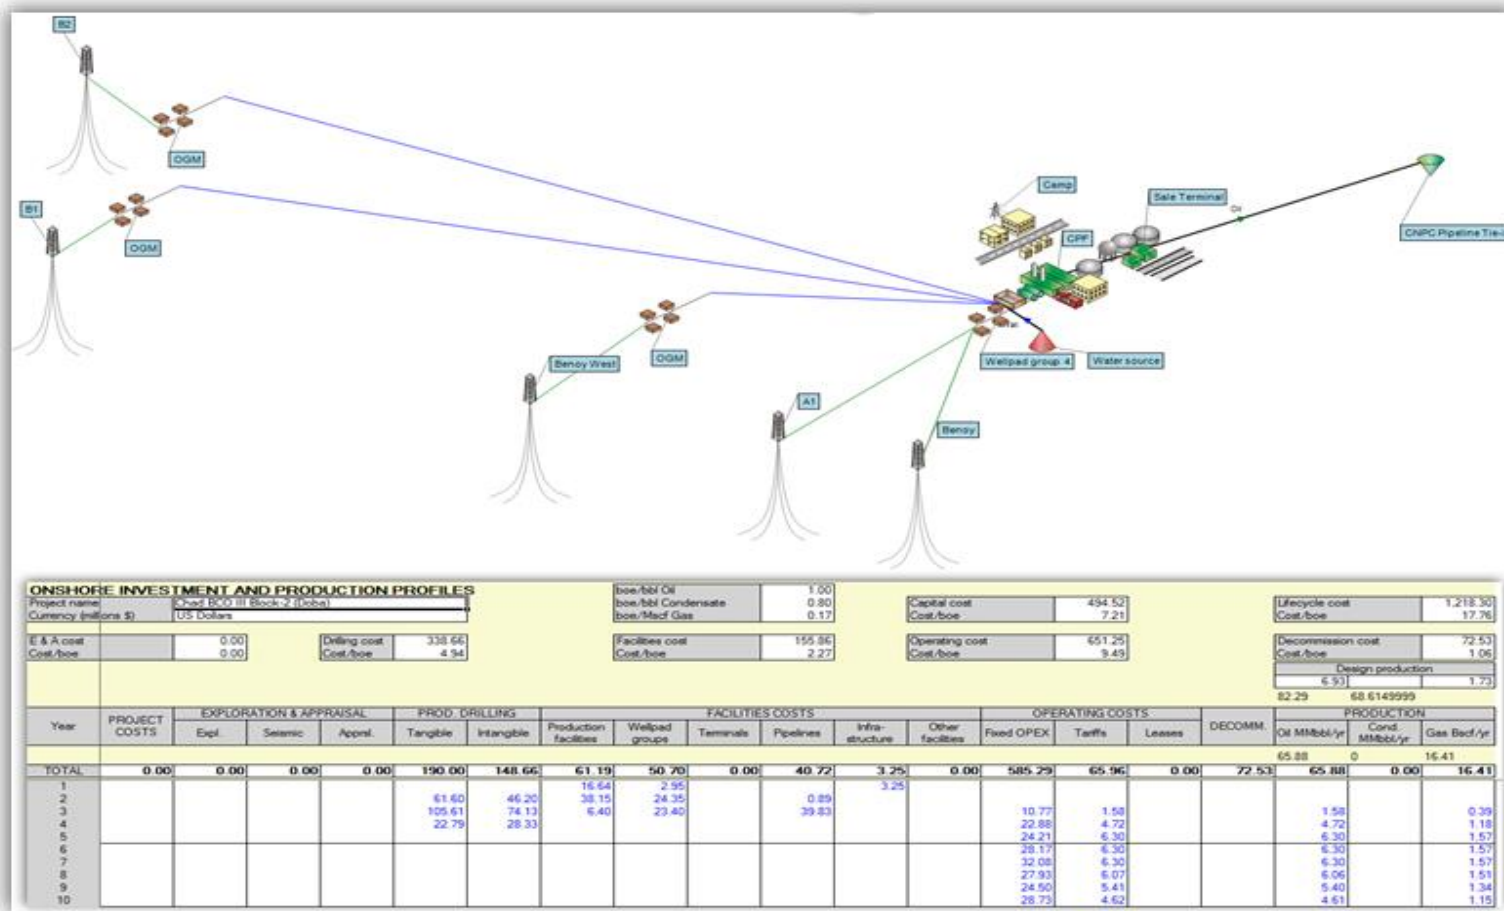 B2
OGM
B1
OGM
Camp
Sale Terminal
CPF
CNPC Pipeline Tie-
Benoy West
OGM
Wellpad group 4
Water source
A1
Benoy
ONSHORE INVESTMENT AND PRODUCTION PROFILES
Project name Chad BCO III Block-2 (Doba)
Currency (millions $) US Dollars
boe/bbl Oil 1.00
boe/bbl Condensate 0.80
boe/Mscf Gas 0.17
Capital cost 494.52
Cost/boe 7.21
Lifecycle cost 1,218.30
Cost/boe 17.76
E & A cost 0.00
Cost/boe 0.00
Drilling cost 338.66
Cost/boe 4.94
Facilities cost 155.86
Cost/boe 2.27
Operating cost 651.25
Cost/boe 9.49
Decommission cost 72.53
Cost/boe 1.06
Design production
6.93 1.73
82.29 68.6149999
Year PROJECT COSTS EXPLORATION & APPRAISAL PROD. DRILLING FACILITIES COSTS OPERATING COSTS DECOMM. PRODUCTION
Expl. Seismic Apprsl. Tangible Intangible Production facilities Wellpad groups Terminals Pipelines Infra-structure Other facilities Fixed OPEX Tariffs Leases Oil MMbbl/yr Cond. MMbbl/yr Gas Bscf/yr
65.88 0 16.41
TOTAL 0.00 0.00 0.00 0.00 190.00 148.66 61.19 50.70 0.00 40.72 3.25 0.00 585.29 65.96 0.00 72.53 65.88 0.00 16.41
1 16.64 2.95 3.25
2 61.60 46.20 38.15 24.35 0.89
3 105.61 74.13 6.40 23.40 39.83 10.77 1.58 1.58 0.39
4 22.79 28.33 22.88 4.72 4.72 1.18
5 24.21 6.30 6.30 1.57
6 28.17 6.30 6.30 1.57
7 32.08 6.30 6.30 1.57
8 27.93 6.07 6.06 1.51
9 24.50 5.41 5.40 1.34
10 28.73 4.62 4.61 1.15